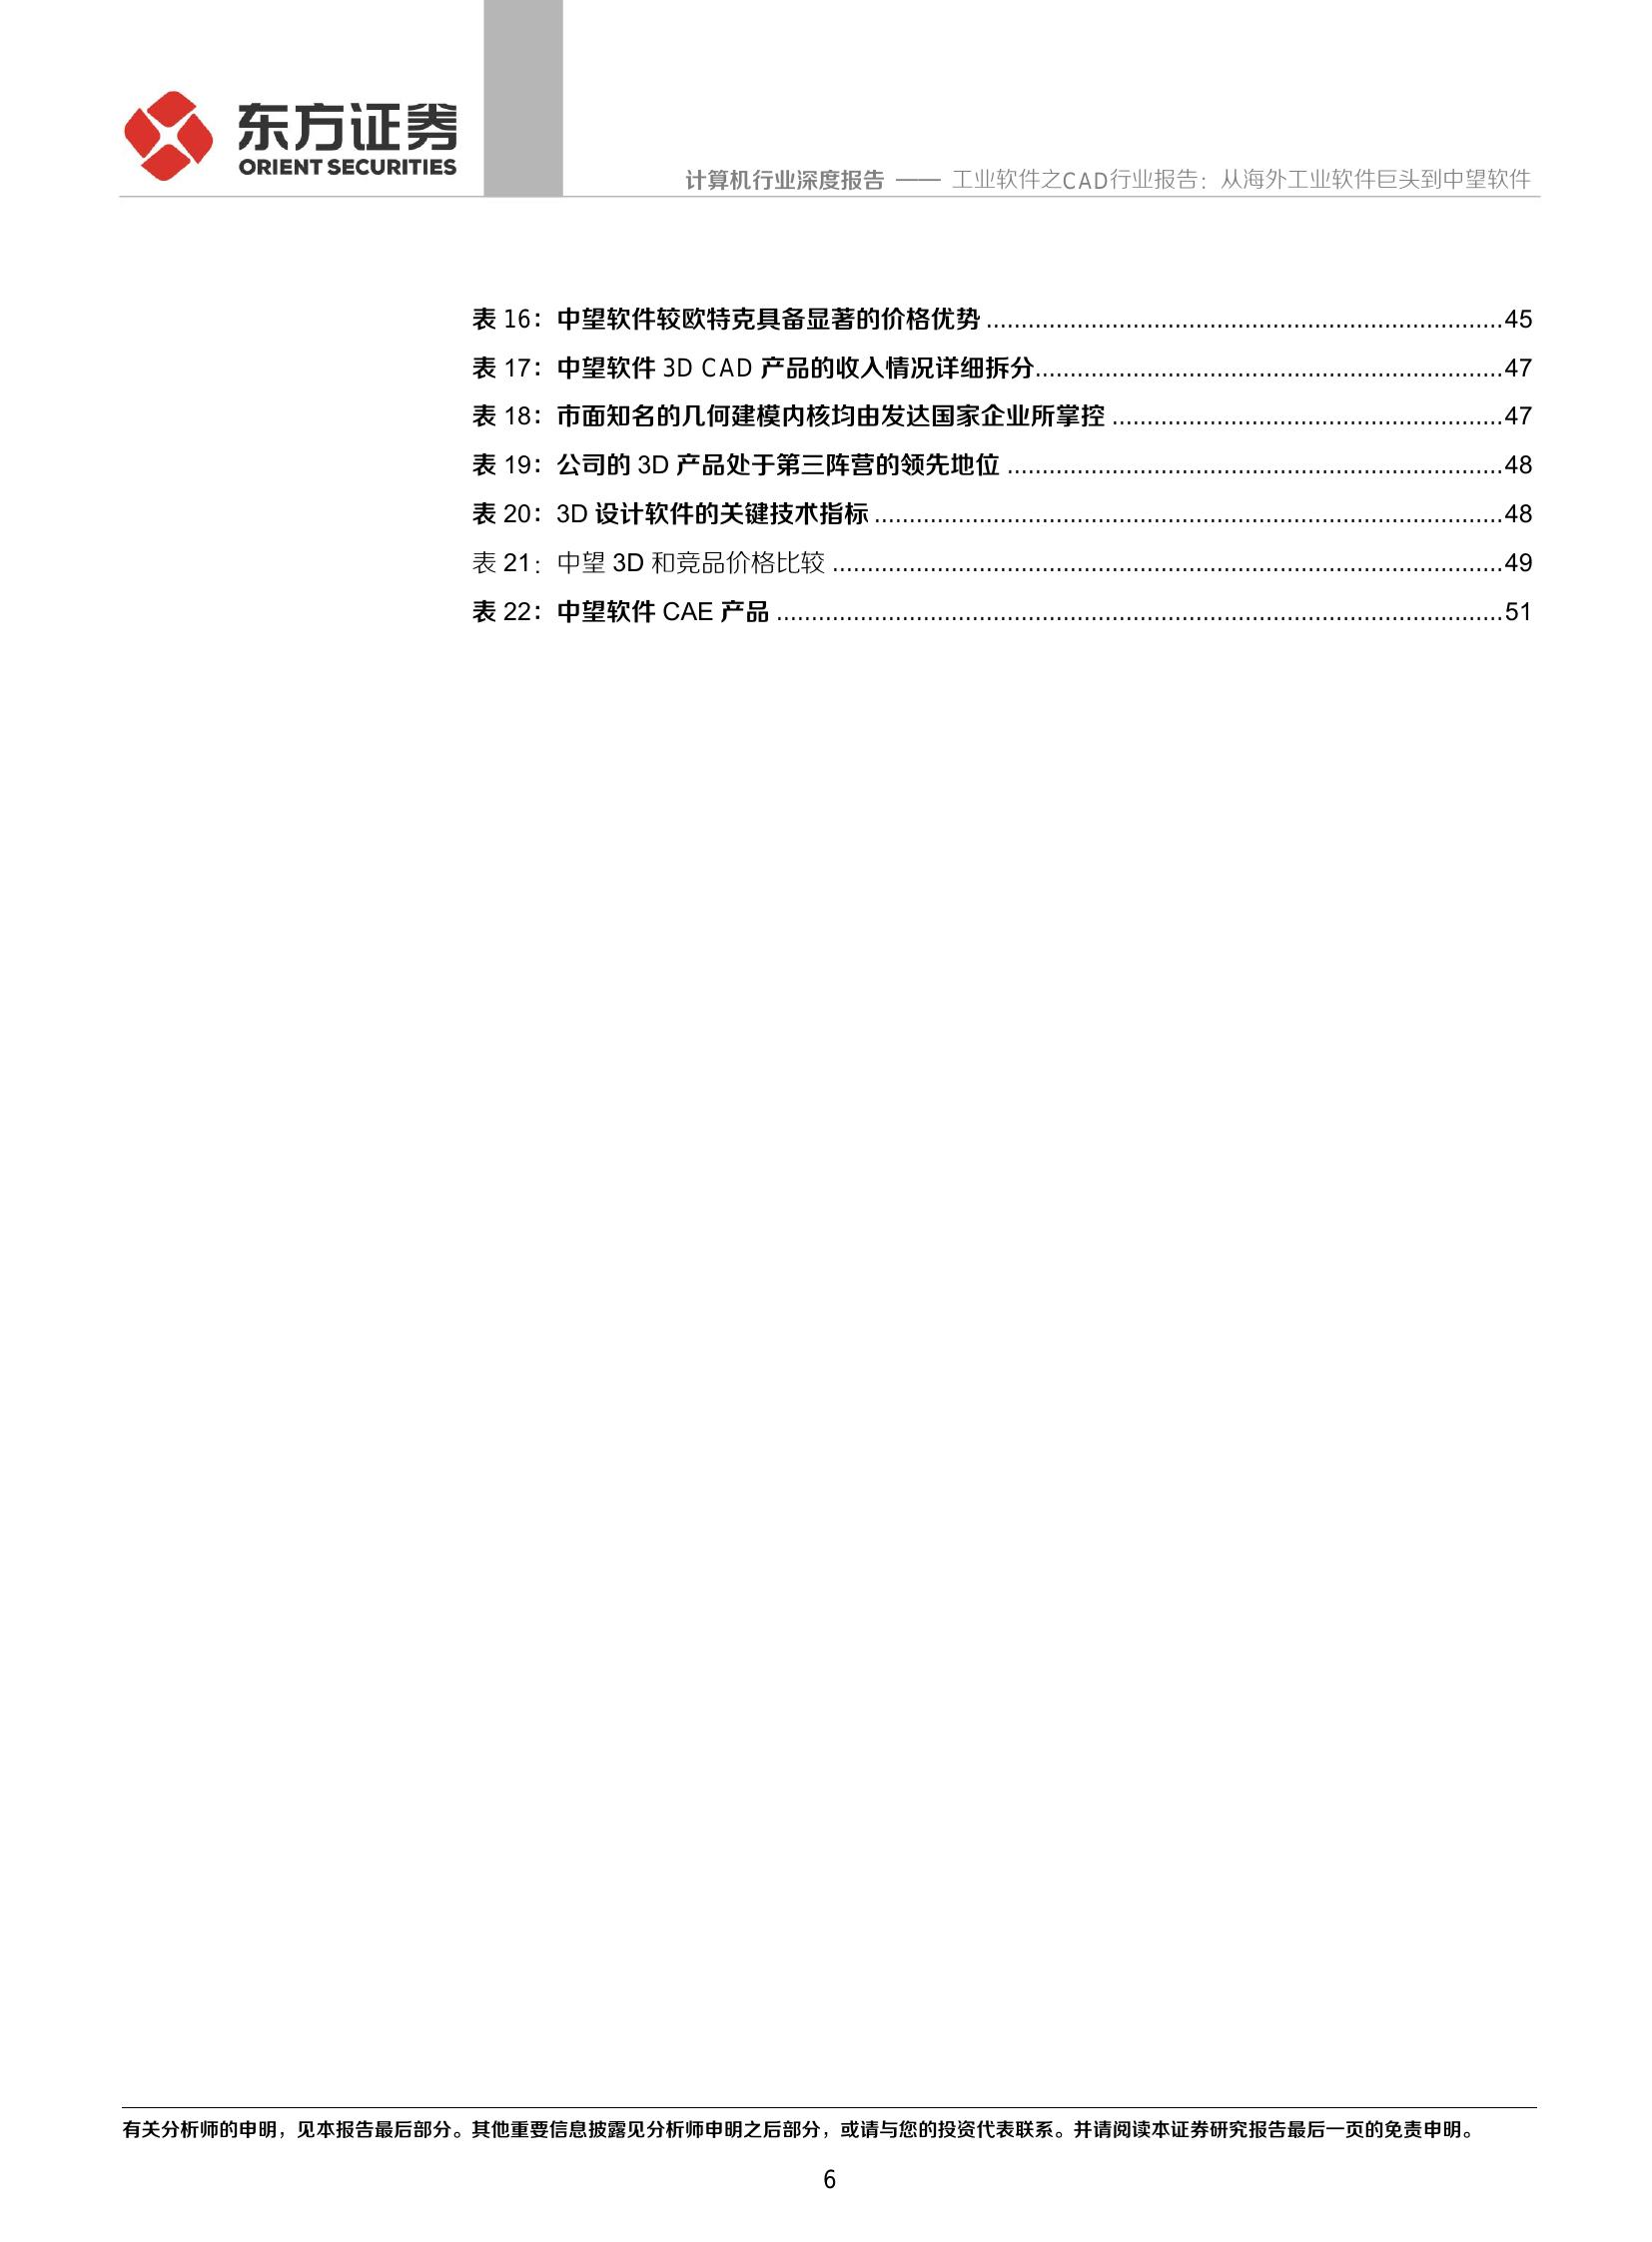 东方证券
ORIENT SECURITIES
计算机行业深度报告 —— 工业软件之CAD行业报告：从海外工业软件巨头到中望软件
表 16：中望软件较欧特克具备显著的价格优势..........................................................................45
表 17：中望软件 3D CAD 产品的收入情况详细拆分...................................................................47
表 18：市面知名的几何建模内核均由发达国家企业所掌控........................................................47
表 19：公司的 3D 产品处于第三阵营的领先地位.......................................................................48
表 20：3D 设计软件的关键技术指标..........................................................................................48
表 21：中望 3D 和竞品价格比较................................................................................................49
表 22：中望软件 CAE 产品........................................................................................................51
有关分析师的申明，见本报告最后部分。其他重要信息披露见分析师申明之后部分，或请与您的投资代表联系。并请阅读本证券研究报告最后一页的免责申明。
6